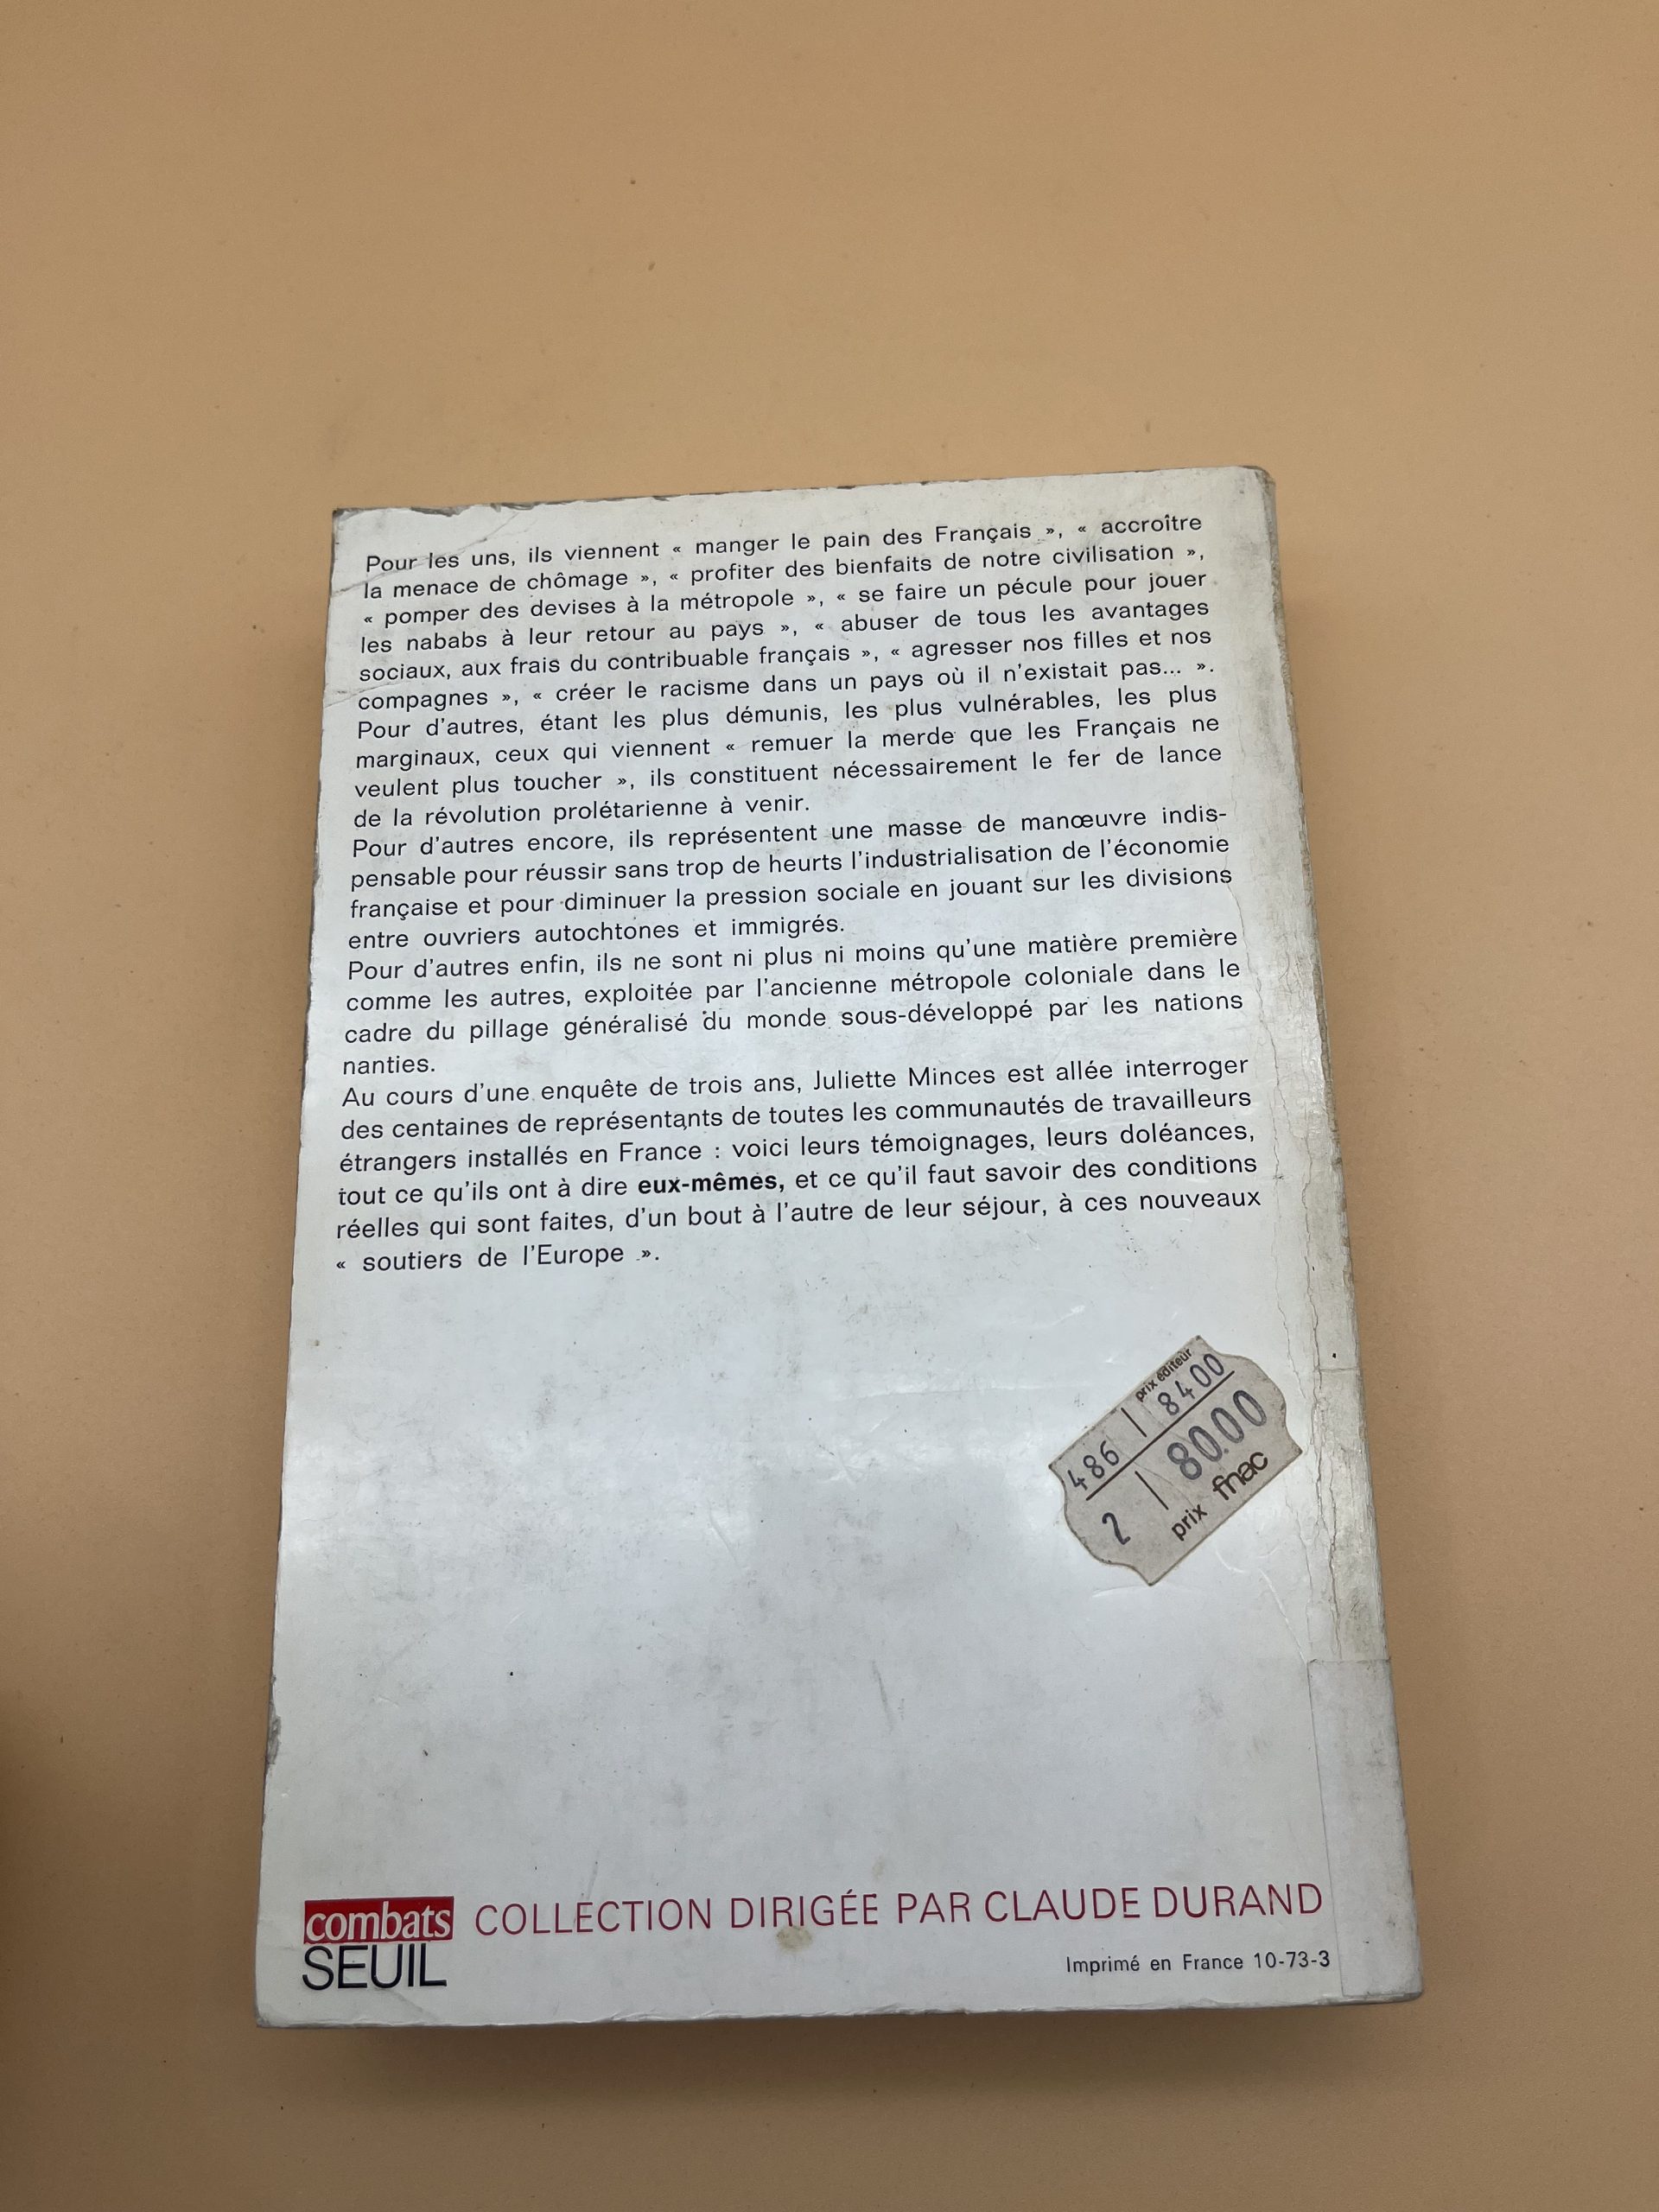 Pour les uns, ils viennent « manger le pain des Français », « accroître
la menace de chômage », « profiter des bienfaits de notre civilisation »,
« pomper des devises à la métropole », « se faire un pécule pour jouer
les nababs à leur retour au pays », « abuser de tous les avantages
sociaux, aux frais du contribuable français », « agresser nos filles et nos
compagnes », « créer le racisme dans un pays où il n'existait pas... ».
Pour d'autres, étant les plus démunis, les plus vulnérables, les plus
marginaux, ceux qui viennent « remuer la merde que les Français ne
veulent plus toucher », ils constituent nécessairement le fer de lance
de la révolution prolétarienne à venir.
Pour d'autres encore, ils représentent une masse de manœuvre indis-
pensable pour réussir sans trop de heurts l'industrialisation de l'économie
française et pour diminuer la pression sociale en jouant sur les divisions
entre ouvriers autochtones et immigrés.
Pour d'autres enfin, ils ne sont ni plus ni moins qu'une matière première
comme les autres, exploitée par l'ancienne métropole coloniale dans le
cadre du pillage généralisé du monde sous-développé par les nations
nanties.
Au cours d'une enquête de trois ans, Juliette Minces est allée interroger
des centaines de représentants de toutes les communautés de travailleurs
étrangers installés en France : voici leurs témoignages, leurs doléances,
tout ce qu'ils ont à dire eux-mêmes, et ce qu'il faut savoir des conditions
réelles qui sont faites, d'un bout à l'autre de leur séjour, à ces nouveaux
« soutiers de l'Europe ».
prix éditeur
486 | 8400
2 | 80.00
prix fnac
combats COLLECTION DIRIGÉE PAR CLAUDE DURAND
SEUIL
Imprimé en France 10-73-3